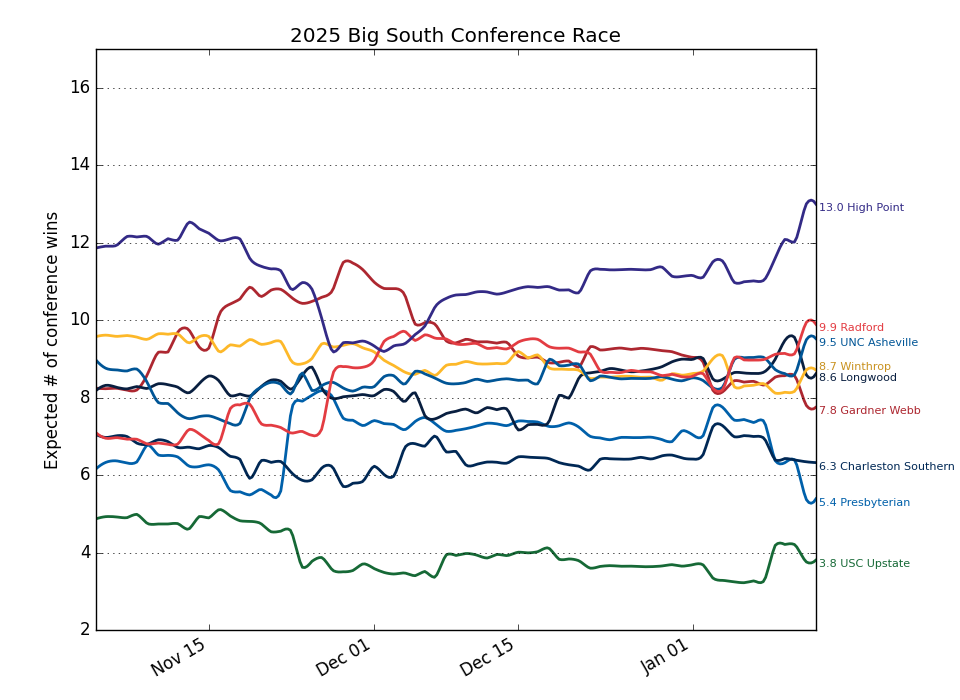 2025 Big South Conference Race
Expected # of conference wins
16
14
12
10
8
6
4
2
Nov 15
Dec 01
Dec 15
Jan 01
13.0 High Point
9.9 Radford
9.5 UNC Asheville
8.7 Winthrop
8.6 Longwood
7.8 Gardner Webb
6.3 Charleston Southern
5.4 Presbyterian
3.8 USC Upstate